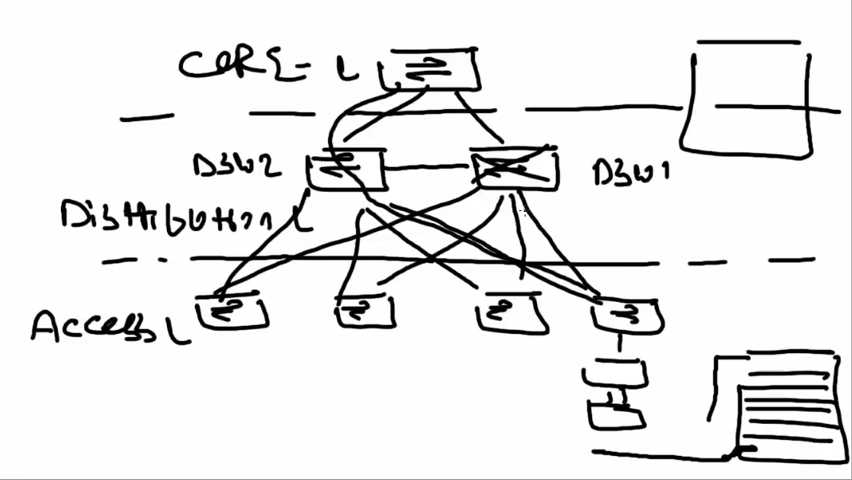 CORE - L
DSW2
DSW1
Distribution L
Access L